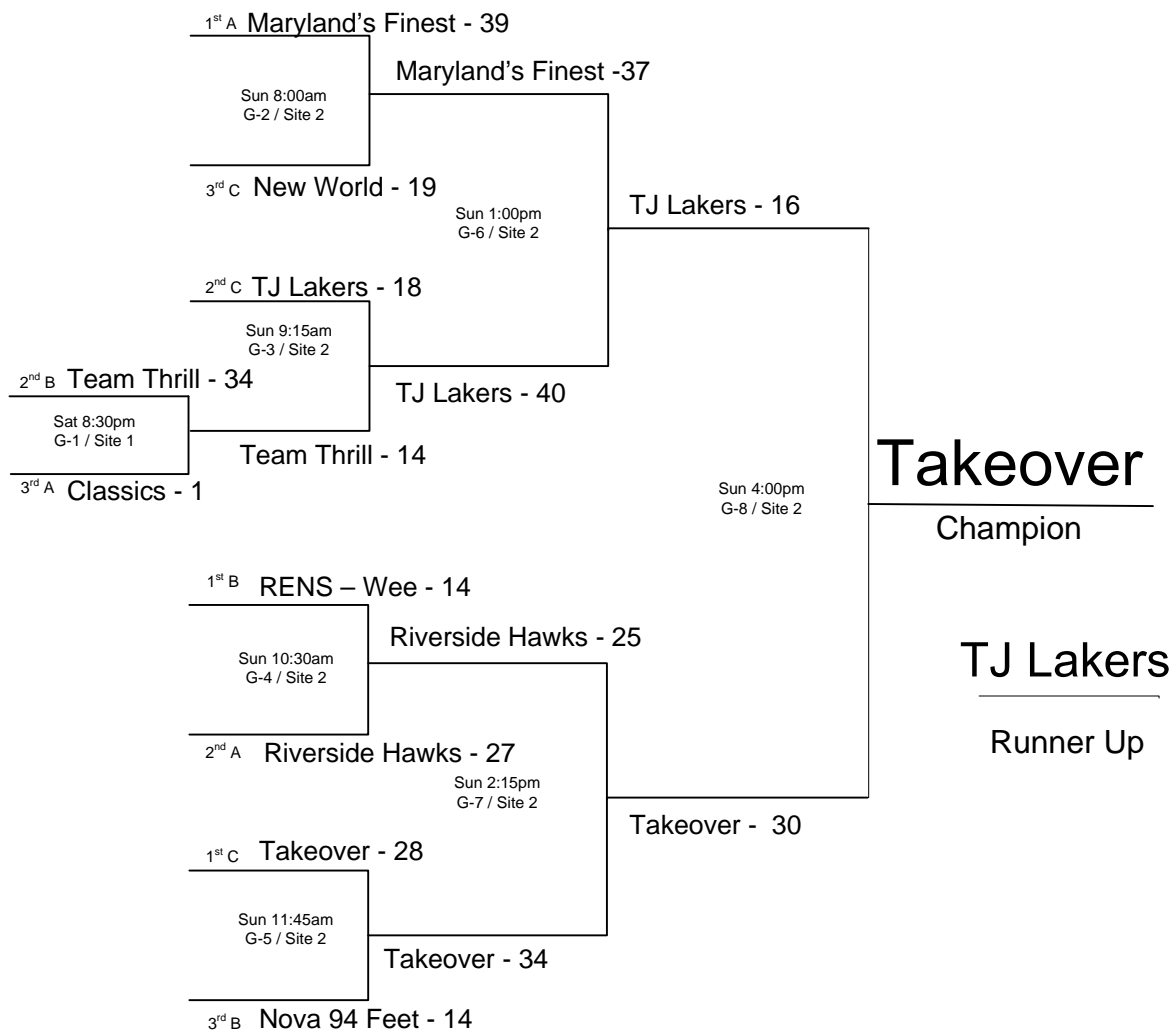 1st A Maryland's Finest - 39
Maryland's Finest -37
Sun 8:00am
G-2 / Site 2
3rd C New World - 19
TJ Lakers - 16
Sun 1:00pm
G-6 / Site 2
2nd C TJ Lakers - 18
Sun 9:15am
G-3 / Site 2
2nd B Team Thrill - 34
TJ Lakers - 40
Sat 8:30pm
G-1 / Site 1
Team Thrill - 14
3rd A Classics - 1
Takeover
Champion
Sun 4:00pm
G-8 / Site 2
1st B RENS – Wee - 14
Riverside Hawks - 25
Sun 10:30am
G-4 / Site 2
TJ Lakers
Runner Up
2nd A Riverside Hawks - 27
Sun 2:15pm
G-7 / Site 2
Takeover - 30
1st C Takeover - 28
Sun 11:45am
G-5 / Site 2
Takeover - 34
3rd B Nova 94 Feet - 14